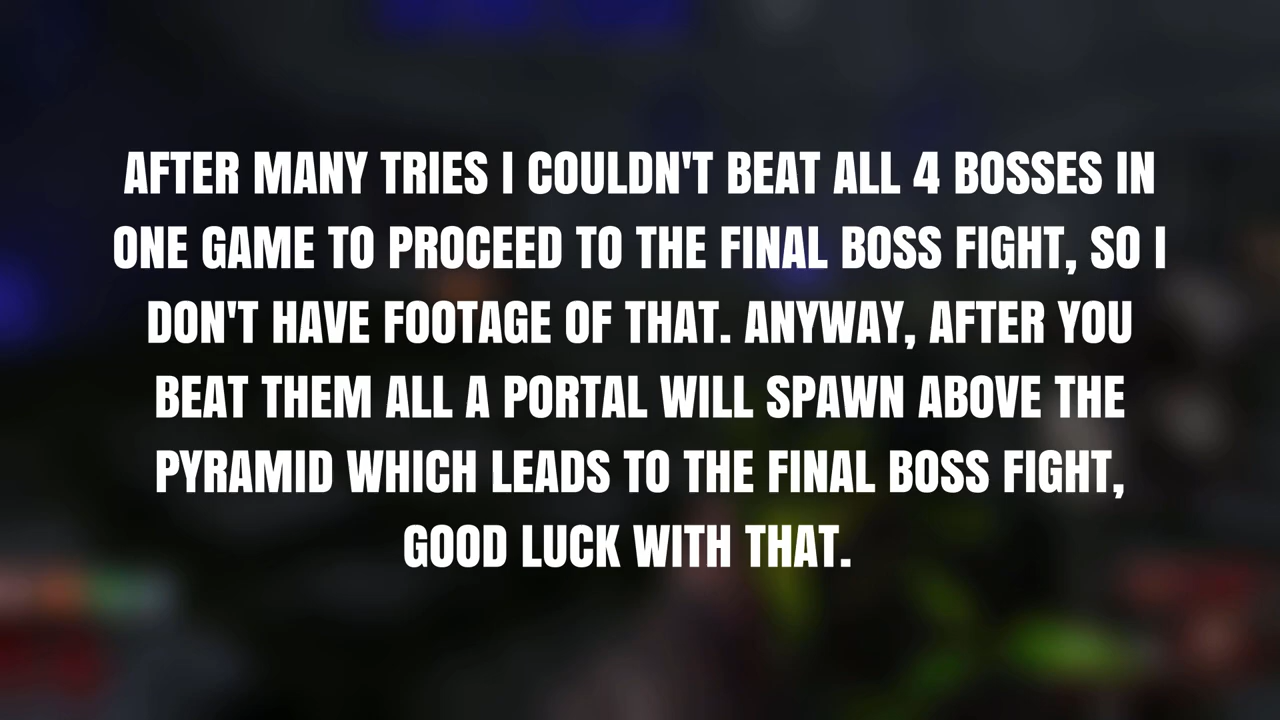 AFTER MANY TRIES I COULDN'T BEAT ALL 4 BOSSES IN
ONE GAME TO PROCEED TO THE FINAL BOSS FIGHT, SO I
DON'T HAVE FOOTAGE OF THAT. ANYWAY, AFTER YOU
BEAT THEM ALL A PORTAL WILL SPAWN ABOVE THE
PYRAMID WHICH LEADS TO THE FINAL BOSS FIGHT,
GOOD LUCK WITH THAT.